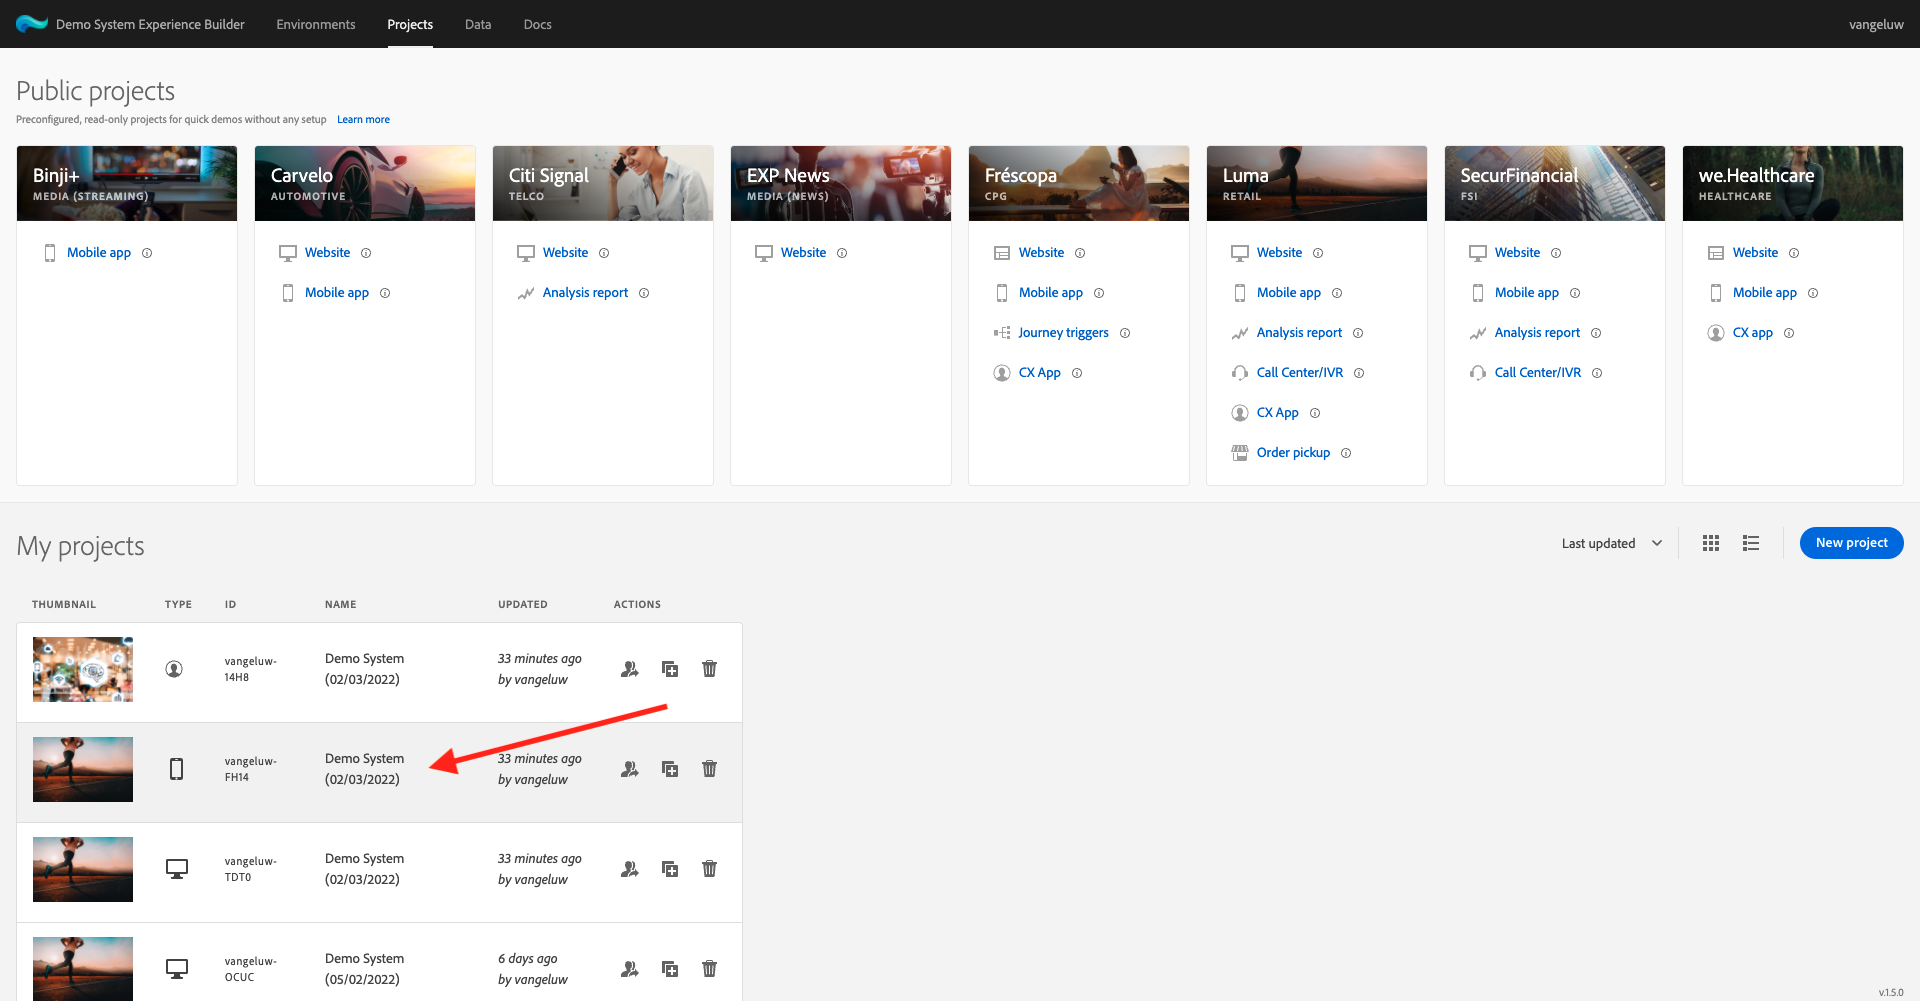 Demo System Experience Builder
Environments
Projects
Data
Docs
vangeluw
Public projects
Preconfigured, read-only projects for quick demos without any setup Learn more
Binji+
MEDIA (STREAMING)
Mobile app
Carvelo
AUTOMOTIVE
Website
Mobile app
Citi Signal
TELCO
Website
Analysis report
EXP News
MEDIA (NEWS)
Website
Fréscopa
CPG
Website
Mobile app
Journey triggers
CX App
Luma
RETAIL
Website
Mobile app
Analysis report
Call Center/IVR
CX App
Order pickup
SecurFinancial
FSI
Website
Mobile app
Analysis report
Call Center/IVR
we.Healthcare
HEALTHCARE
Website
Mobile app
CX app
My projects
Last updated
New project
THUMBNAIL TYPE ID NAME UPDATED ACTIONS
vangeluw-
14H8
Demo System
(02/03/2022)
33 minutes ago
by vangeluw
vangeluw-
FH14
Demo System
(02/03/2022)
33 minutes ago
by vangeluw
vangeluw-
TDT0
Demo System
(02/03/2022)
33 minutes ago
by vangeluw
vangeluw-
OCUC
Demo System
(05/02/2022)
6 days ago
by vangeluw
v.1.5.0